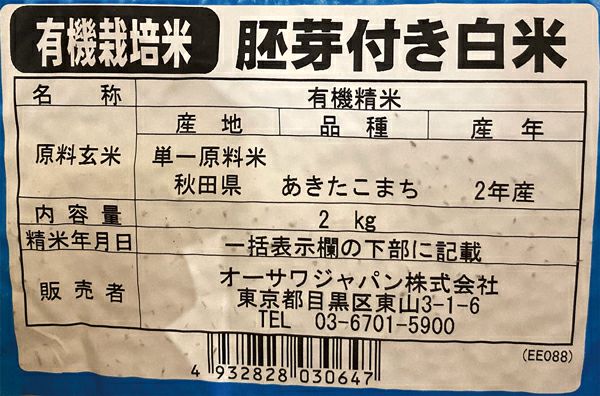 有機栽培米 胚芽付き白米
名称 有機精米
原料玄米 産地 品種 産年
単一原料米
秋田県 あきたこまち 2年産
内容量 2 kg
精米年月日 一括表示欄の下部に記載
販売者 オーサワジャパン株式会社
東京都目黒区東山3-1-6
TEL 03-6701-5900
4 932828 030647
(EE088)